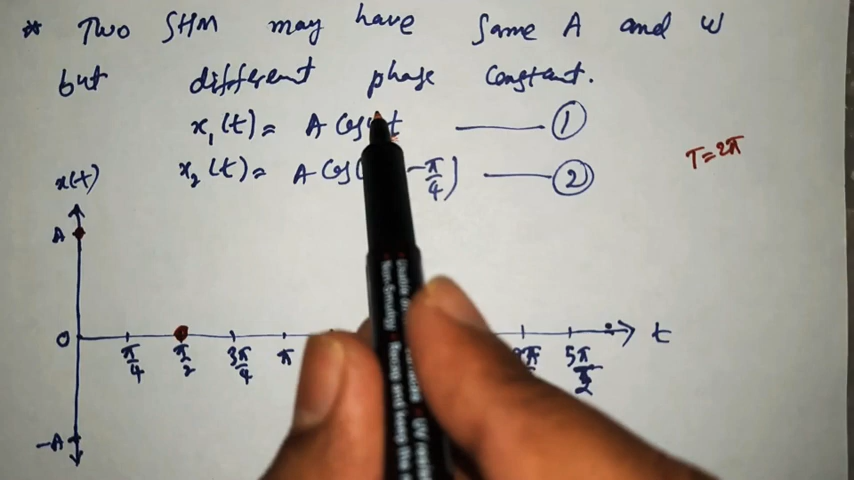 * Two SHM may have same A and ω
but different phase constant.
x₁(t) = A Cos t ——— ①
x₂(t) = A Cos( - π/4) ——— ②
T = 2π
x(t)
A
0 π/4 π/2 3π/4 π 5π/2 t
-A